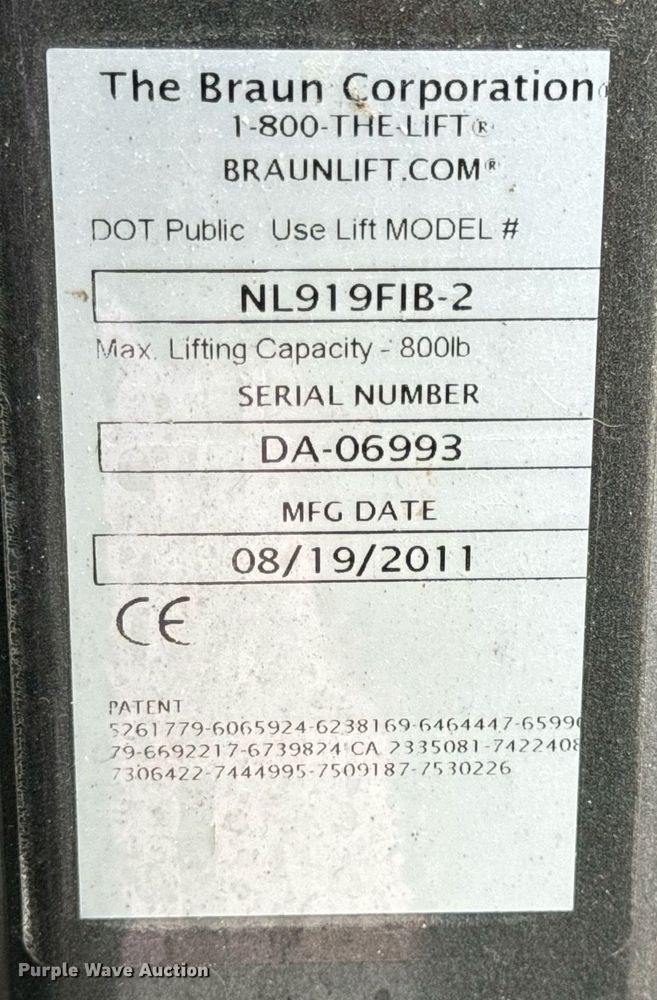 The Braun Corporation®
1-800-THE-LIFT®
BRAUNLIFT.COM®
DOT Public Use Lift MODEL #
NL919FIB-2
Max. Lifting Capacity - 800lb
SERIAL NUMBER
DA-06993
MFG DATE
08/19/2011
CE
PATENT
5261779-6065924-6238169-6464447-65990
79-6692217-6739824 CA 2335081-7422408
7306422-7444995-7509187-7530226
Purple Wave Auction